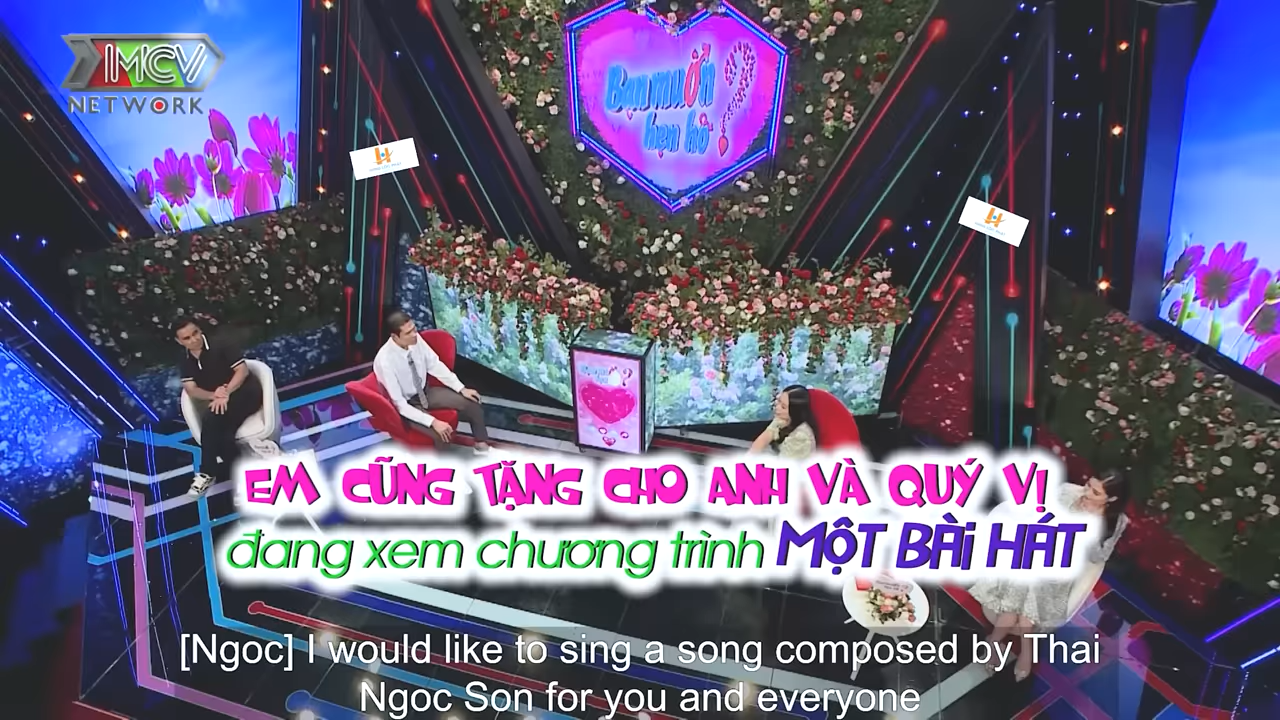 MCV
NETWORK
Bạn muốn
hẹn hò
EM CŨNG TẶNG CHO ANH VÀ QUÝ VỊ
đang xem chương trình MỘT BÀI HÁT
[Ngoc] I would like to sing a song composed by Thai
Ngoc Son for you and everyone